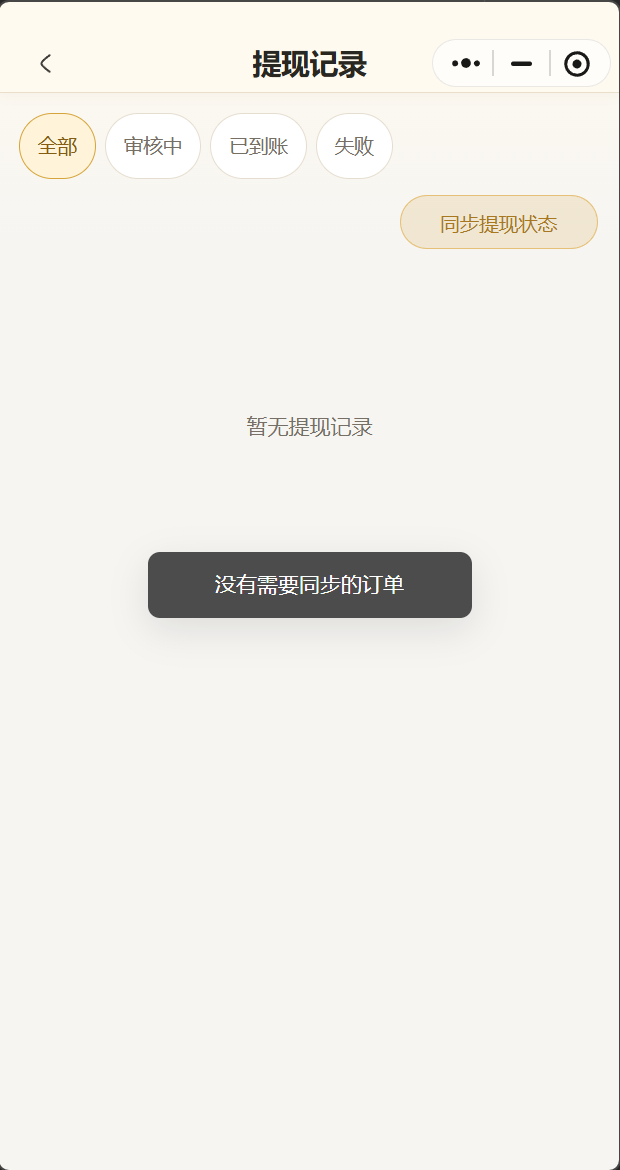 提现记录
全部 审核中 已到账 失败
同步提现状态
暂无提现记录
没有需要同步的订单